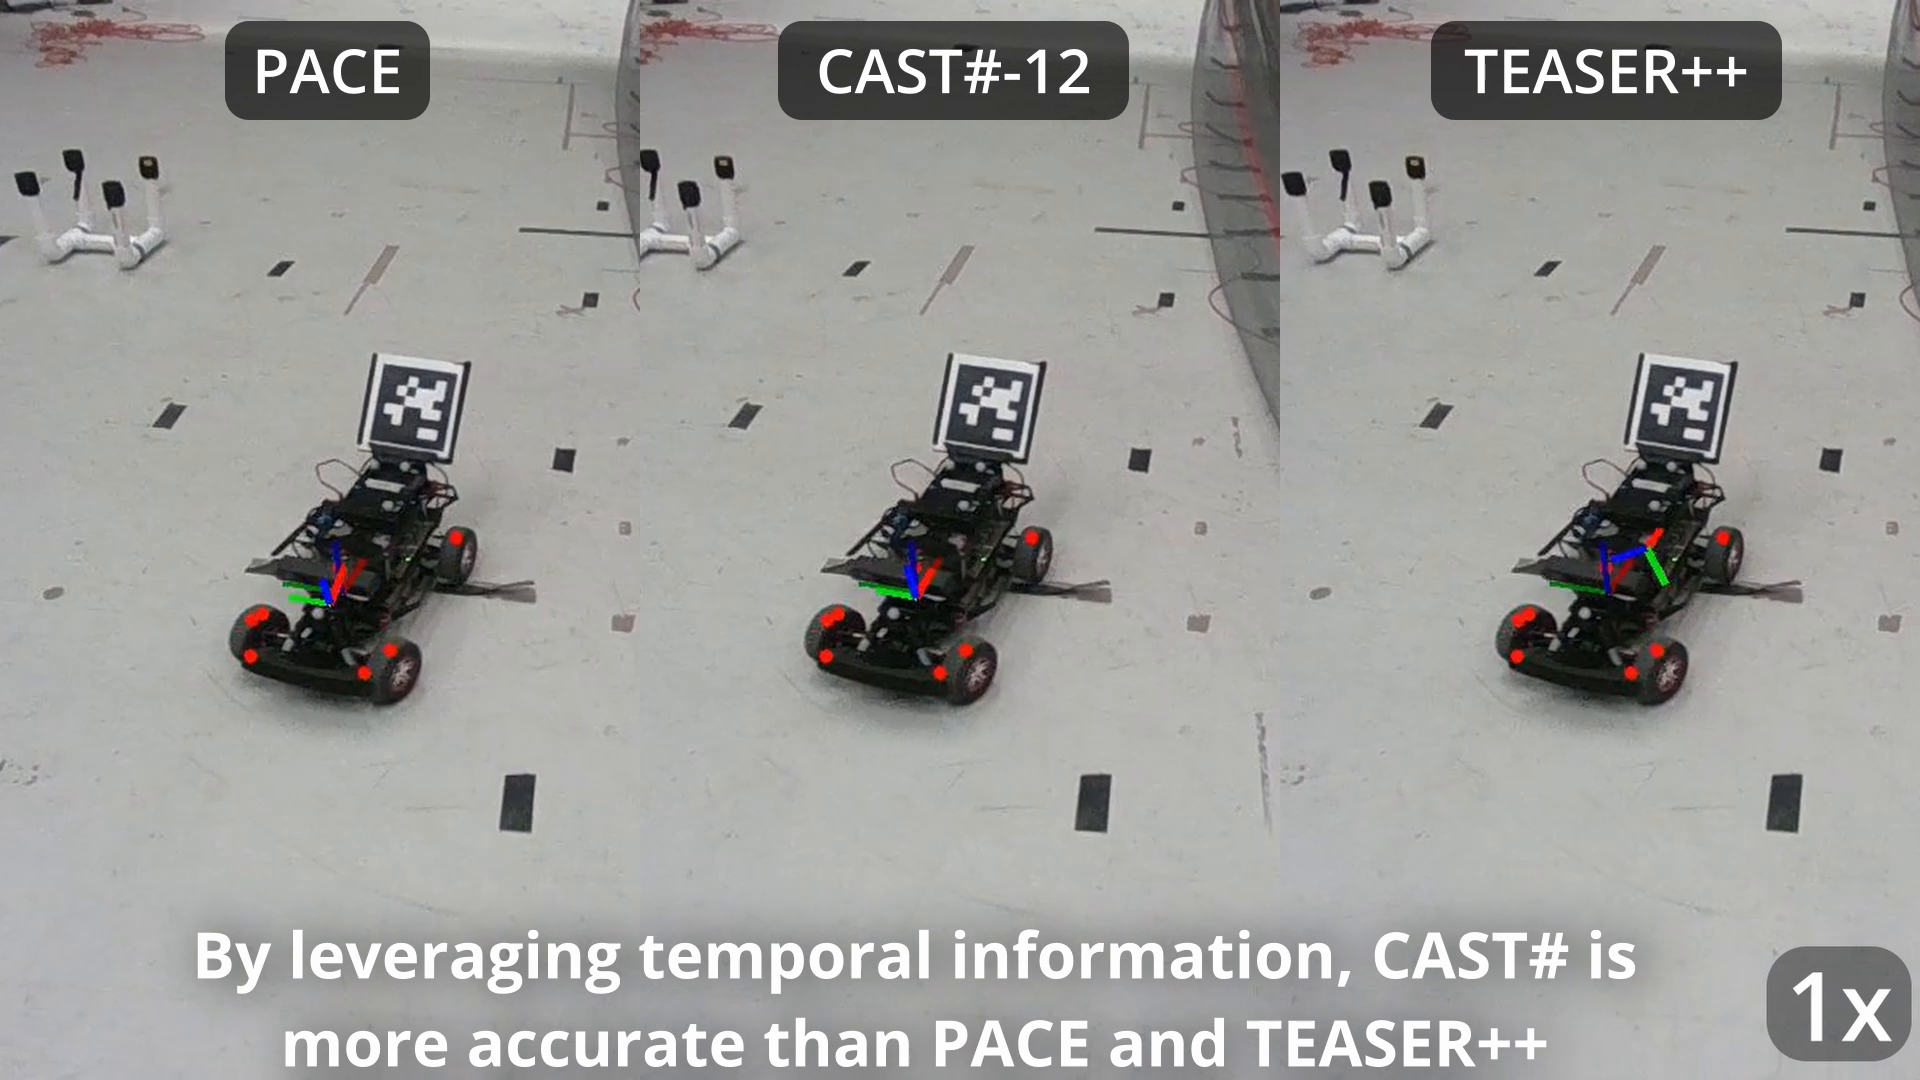 PACE
CAST#-12
TEASER++
By leveraging temporal information, CAST# is
more accurate than PACE and TEASER++
1x